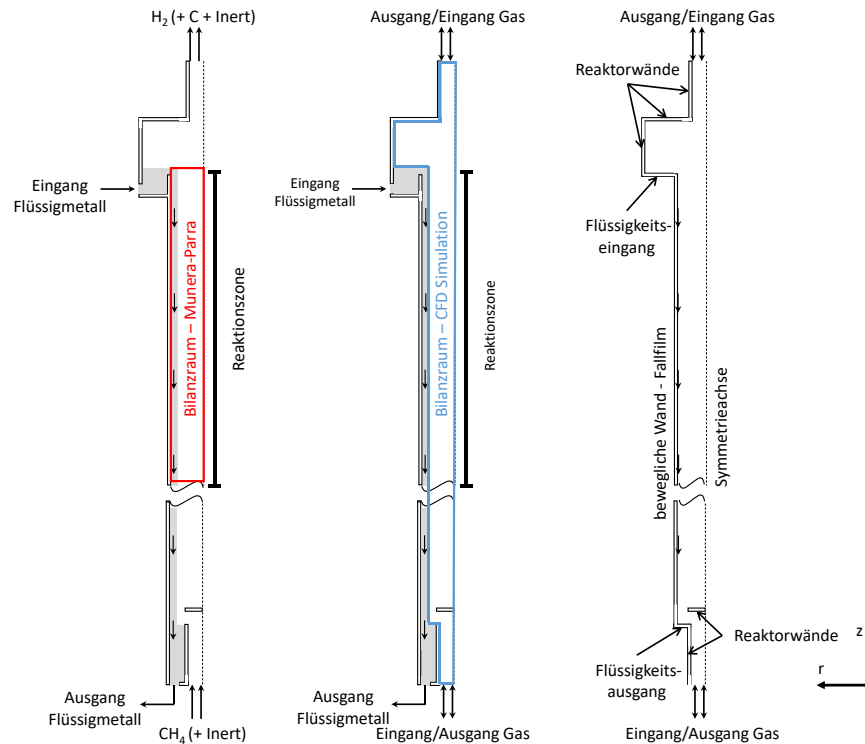 H₂ (+ C + Inert)
Eingang
Flüssigmetall
Bilanzraum – Munera-Parra
Reaktionszone
Ausgang
Flüssigmetall
CH₄ (+ Inert)
Ausgang/Eingang Gas
Eingang
Flüssigmetall
Bilanzraum – CFD Simulation
Reaktionszone
Ausgang
Flüssigmetall
Eingang/Ausgang Gas
Ausgang/Eingang Gas
Reaktorwände
Flüssigkeits-
eingang
bewegliche Wand - Fallfilm
Symmetrieachse
Reaktorwände
Flüssigkeits-
ausgang
z
r
Eingang/Ausgang Gas